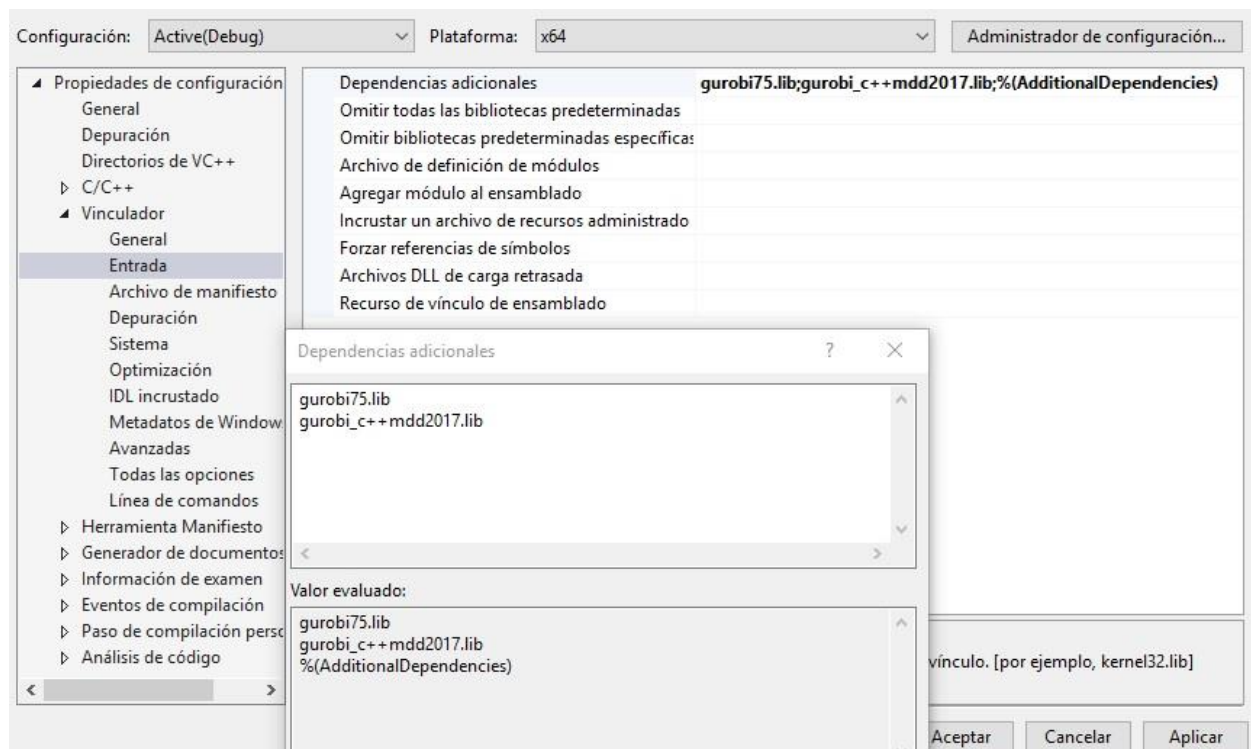 Configuración: Active(Debug) Plataforma: x64 Administrador de configuración...
Propiedades de configuración
General
Depuración
Directorios de VC++
C/C++
Vinculador
General
Entrada
Archivo de manifiesto
Depuración
Sistema
Optimización
IDL incrustado
Metadatos de Window
Avanzadas
Todas las opciones
Línea de comandos
Herramienta Manifiesto
Generador de documentos
Información de examen
Eventos de compilación
Paso de compilación perso
Análisis de código
Dependencias adicionales gurobi75.lib;gurobi_c++mdd2017.lib;%(AdditionalDependencies)
Omitir todas las bibliotecas predeterminadas
Omitir bibliotecas predeterminadas específicas
Archivo de definición de módulos
Agregar módulo al ensamblado
Incrustar un archivo de recursos administrado
Forzar referencias de símbolos
Archivos DLL de carga retrasada
Recurso de vínculo de ensamblado
Dependencias adicionales ?
gurobi75.lib
gurobi_c++mdd2017.lib
Valor evaluado:
gurobi75.lib
gurobi_c++mdd2017.lib
%(AdditionalDependencies)
vínculo. [por ejemplo, kernel32.lib]
Aceptar Cancelar Aplicar